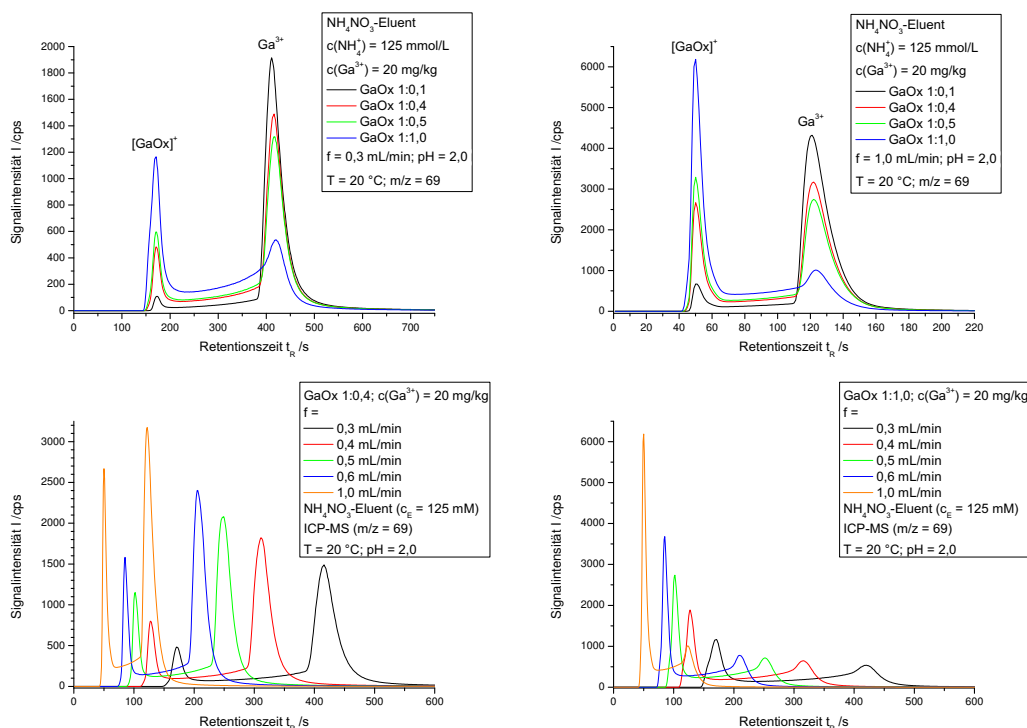 NH₄NO₃-Eluent
c(NH₄⁺) = 125 mmol/L
c(Ga³⁺) = 20 mg/kg
GaOx 1:0,1
GaOx 1:0,4
GaOx 1:0,5
GaOx 1:1,0
f = 0,3 mL/min; pH = 2,0
T = 20 °C; m/z = 69
Ga³⁺
[GaOx]⁺
2000
1800
1600
1400
1200
1000
800
600
400
200
0
0 100 200 300 400 500 600 700
Signalintensität I /cps
Retentionszeit t_R /s
NH₄NO₃-Eluent
c(NH₄⁺) = 125 mmol/L
c(Ga³⁺) = 20 mg/kg
GaOx 1:0,1
GaOx 1:0,4
GaOx 1:0,5
GaOx 1:1,0
f = 1,0 mL/min; pH = 2,0
T = 20 °C; m/z = 69
[GaOx]⁺
Ga³⁺
6000
5000
4000
3000
2000
1000
0
0 20 40 60 80 100 120 140 160 180 200 220
Signalintensität I /cps
Retentionszeit t_R /s
GaOx 1:0,4; c(Ga³⁺) = 20 mg/kg
f =
0,3 mL/min
0,4 mL/min
0,5 mL/min
0,6 mL/min
1,0 mL/min
NH₄NO₃-Eluent (c_E = 125 mM)
ICP-MS (m/z = 69)
T = 20 °C; pH = 2,0
3000
2500
2000
1500
1000
500
0
0 100 200 300 400 500 600
Signalintensität I /cps
Retentionszeit t_R /s
GaOx 1:1,0; c(Ga³⁺) = 20 mg/kg
f =
0,3 mL/min
0,4 mL/min
0,5 mL/min
0,6 mL/min
1,0 mL/min
NH₄NO₃-Eluent (c_E = 125 mM)
ICP-MS (m/z = 69)
T = 20 °C; pH = 2,0
6000
5000
4000
3000
2000
1000
0
0 100 200 300 400 500 600
Signalintensität I /cps
Retentionszeit t_R /s